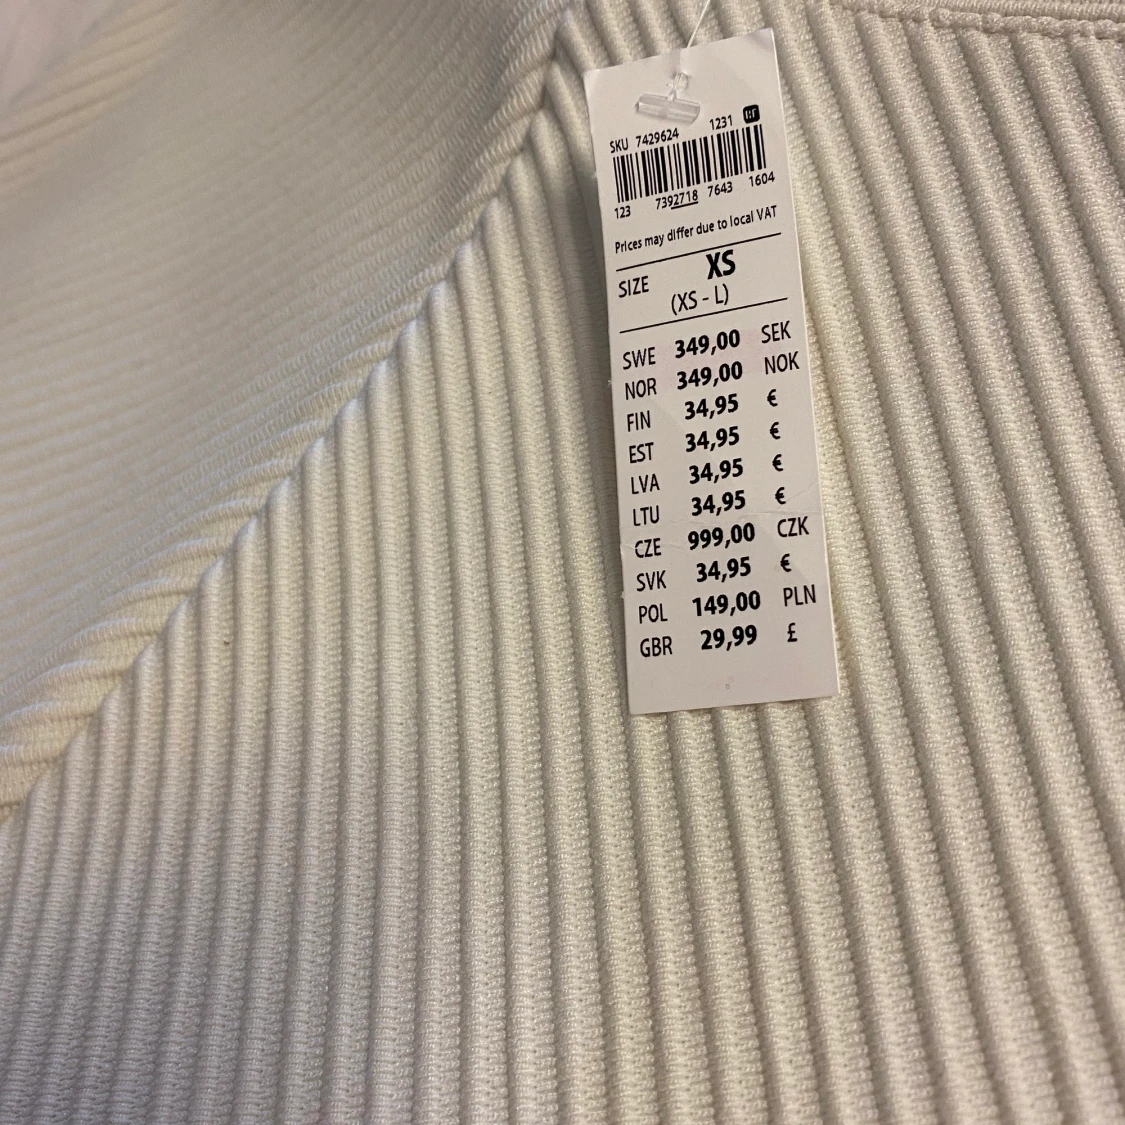 SKU 7429624 1231
123 7392718 7643 1604
Prices may differ due to local VAT
SIZE XS
(XS - L)
SWE 349,00 SEK
NOR 349,00 NOK
FIN 34,95 €
EST 34,95 €
LVA 34,95 €
LTU 34,95 €
CZE 999,00 CZK
SVK 34,95 €
POL 149,00 PLN
GBR 29,99 £